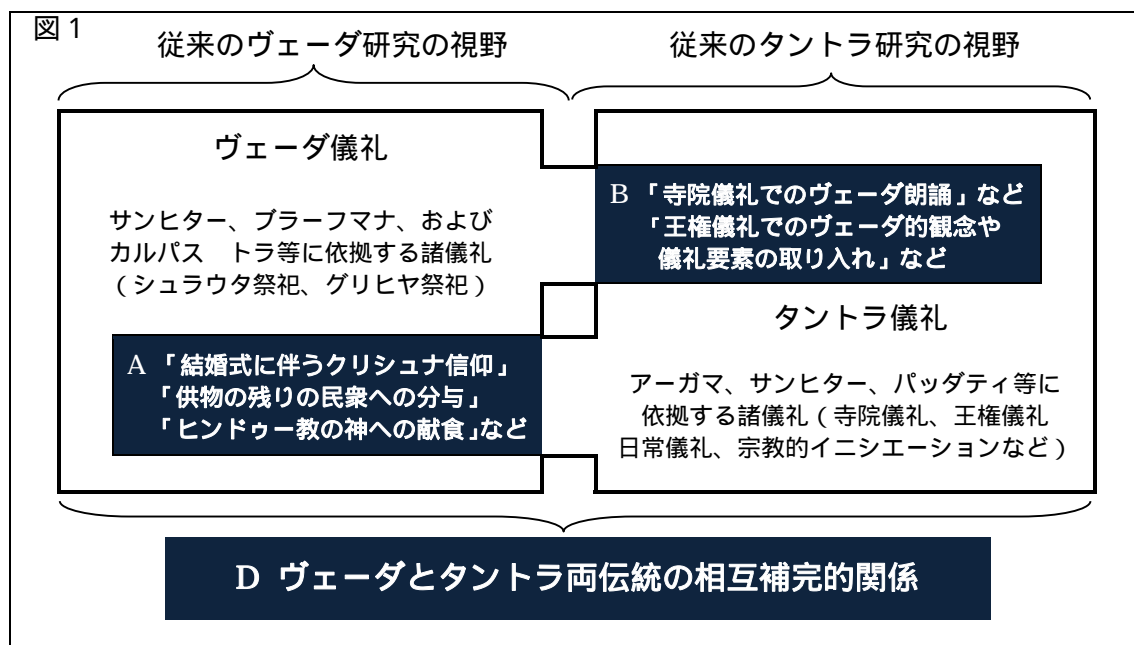 図1
従来のヴェーダ研究の視野
従来のタントラ研究の視野
ヴェーダ儀礼
サンヒター、ブラーフマナ、および
カルパス トラ等に依拠する諸儀礼
(シュラウタ祭祀、グリヒヤ祭祀)
A 「結婚式に伴うクリシュナ信仰」
「供物の残りの民衆への分与」
「ヒンドゥー教の神への献食」など
B 「寺院儀礼でのヴェーダ朗誦」など
「王権儀礼でのヴェーダ的観念や
儀礼要素の取り入れ」など
タントラ儀礼
アーガマ、サンヒター、パッダティ等に
依拠する諸儀礼(寺院儀礼、王権儀礼
日常儀礼、宗教的イニシエーションなど)
D ヴェーダとタントラ両伝統の相互補完的関係